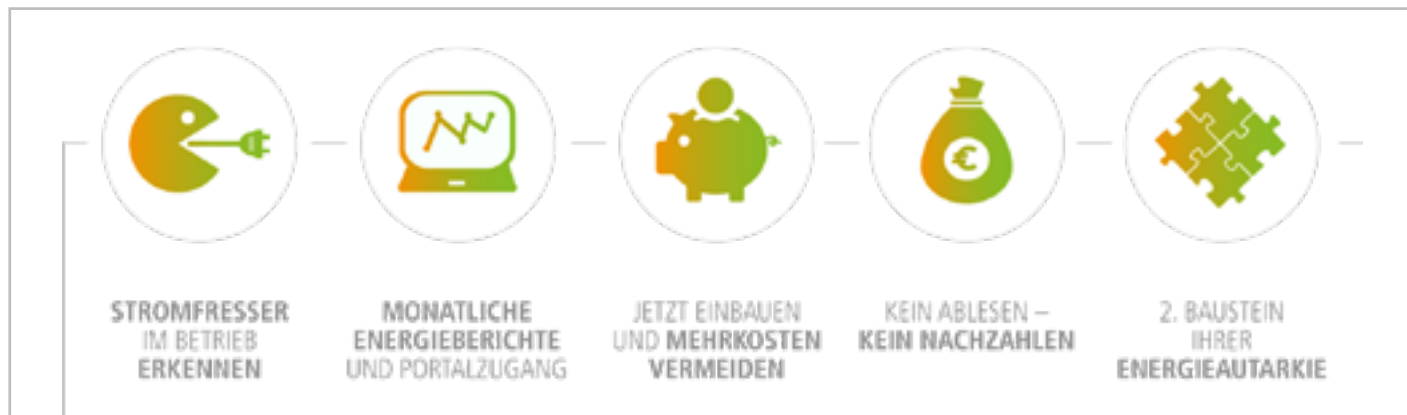 STROMFRESSER
IM BETRIEB
ERKENNEN
MONATLICHE
ENERGIEBERICHTE
UND PORTALZUGANG
JETZT EINBAUEN
UND MEHRKOSTEN
VERMEIDEN
KEIN ABLESEN –
KEIN NACHZAHLEN
2. BAUSTEIN
IHRER
ENERGIEAUTARKIE